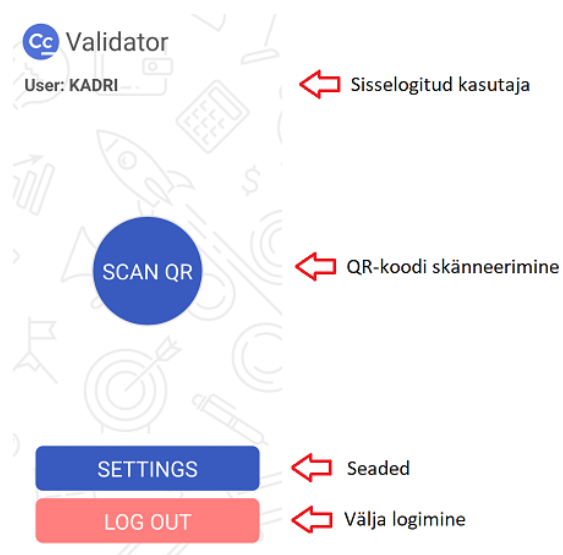 Cc Validator
User: KADRI
Sisselogitud kasutaja
SCAN QR
QR-koodi skänneerimine
SETTINGS
Seaded
LOG OUT
Välja logimine